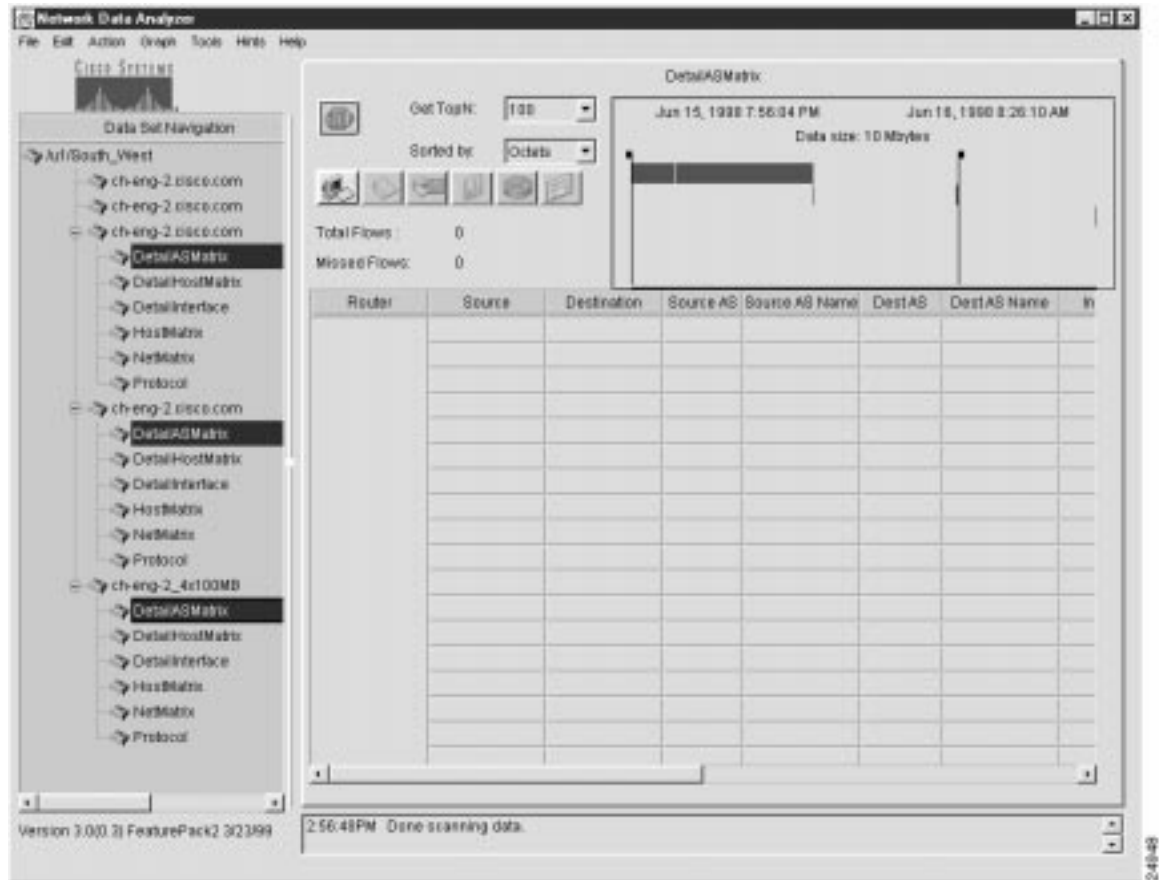 Network Data Analyzer
File Edit Action Graph Tools Hints Help
CISCO SYSTEMS
Data Set Navigation
/ur1/South_West
ch-eng-2.cisco.com
ch-eng-2.cisco.com
ch-eng-2.cisco.com
DetailASMatrix
DetailHostMatrix
DetailInterface
HostMatrix
NetMatrix
Protocol
ch-eng-2.cisco.com
DetailASMatrix
DetailHostMatrix
DetailInterface
HostMatrix
NetMatrix
Protocol
ch-eng-2_4x100MB
DetailASMatrix
DetailHostMatrix
DetailInterface
HostMatrix
NetMatrix
Protocol
Version 3.0(0.3) FeaturePack2 3/23/99
DetailASMatrix
Get TopN: 100
Sorted by: Octets
Jun 15, 1998 7:56:04 PM Jun 16, 1998 8:26:10 AM
Data size: 10 Mbytes
Total Flows : 0
Missed Flows: 0
Router Source Destination Source AS Source AS Name Dest AS Dest AS Name In
2:56:48PM Done scanning data.
24848